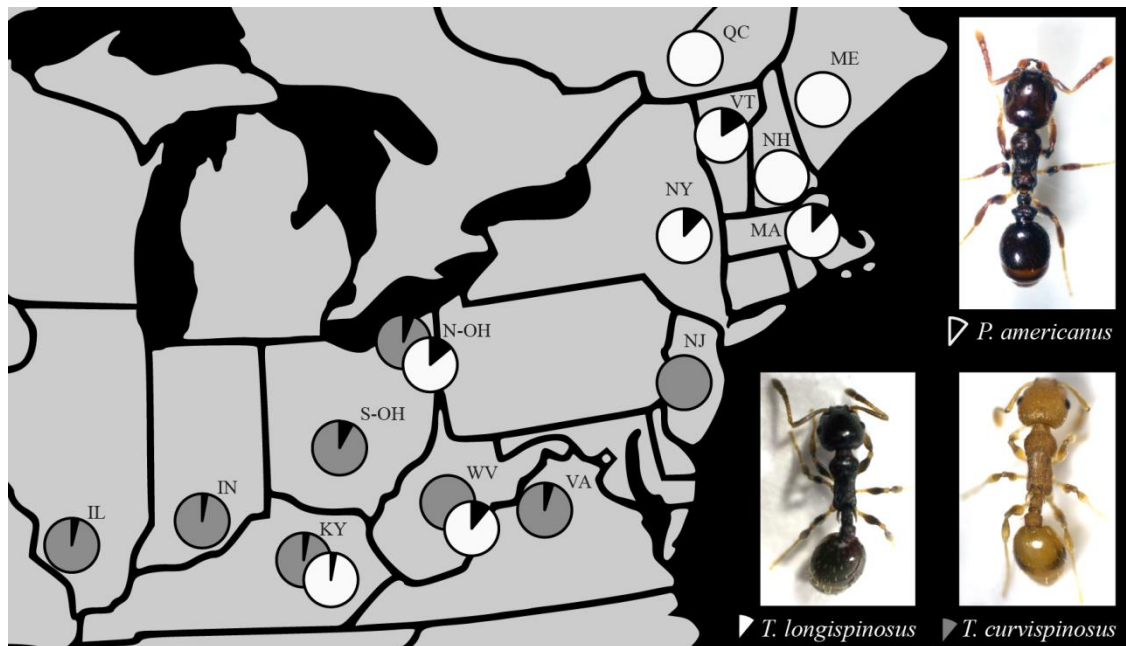 QC
ME
VT
NH
NY
MA
N-OH
NJ
P. americanus
S-OH
WV
VA
IN
IL
KY
T. longispinosus
T. curvispinosus